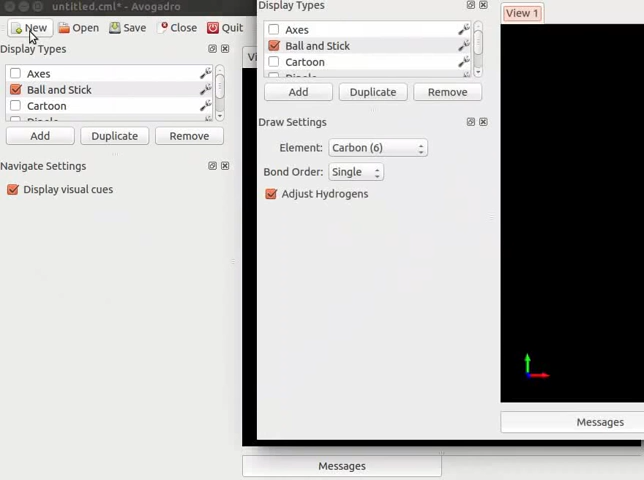 untitled.cml* - Avogadro
New Open Save Close Quit
Display Types
Axes
Ball and Stick
Cartoon
Add Duplicate Remove
Navigate Settings
Display visual cues
Messages
Display Types
Axes
Ball and Stick
Cartoon
Add Duplicate Remove
Draw Settings
Element: Carbon (6)
Bond Order: Single
Adjust Hydrogens
View 1
Messages